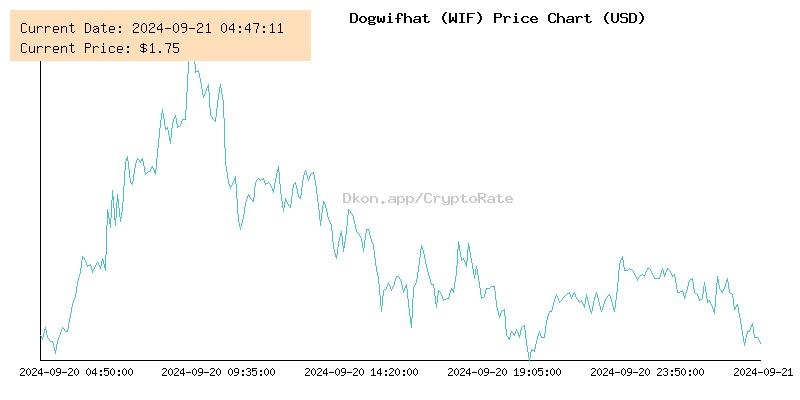 Dogwifhat (WIF) Price Chart (USD)
Current Date: 2024-09-21 04:47:11
Current Price: $1.75
Dkon.app/CryptoRate
2024-09-20 04:50:00 2024-09-20 09:35:00 2024-09-20 14:20:00 2024-09-20 19:05:00 2024-09-20 23:50:00 2024-09-21